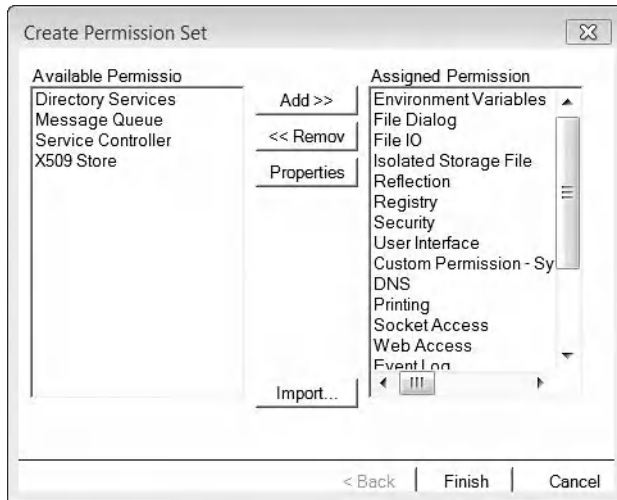 Create Permission Set
Available Permissio
Directory Services
Message Queue
Service Controller
X509 Store
Add >>
<< Remov
Properties
Import...
Assigned Permission
Environment Variables
File Dialog
File IO
Isolated Storage File
Reflection
Registry
Security
User Interface
Custom Permission - Sy
DNS
Printing
Socket Access
Web Access
Event Log
< Back
Finish
Cancel